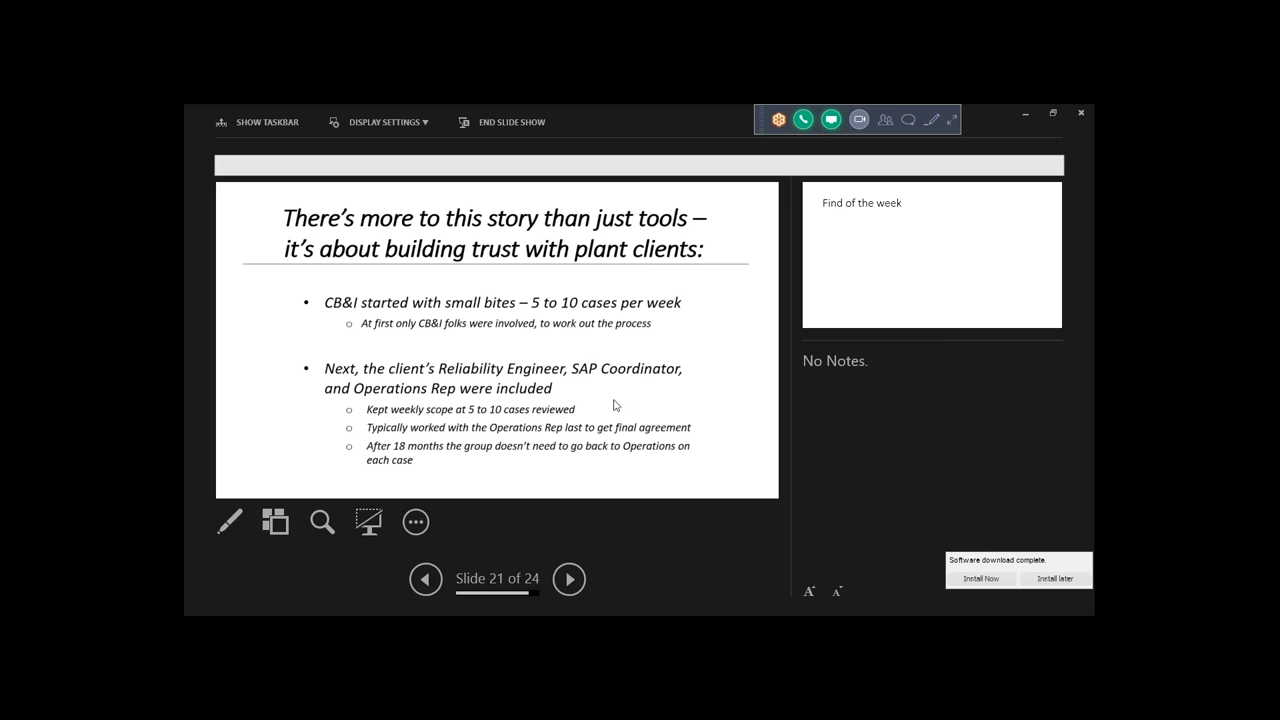 SHOW TASKBAR
DISPLAY SETTINGS
END SLIDE SHOW
There's more to this story than just tools –
it's about building trust with plant clients:
• CB&I started with small bites – 5 to 10 cases per week
o At first only CB&I folks were involved, to work out the process
• Next, the client's Reliability Engineer, SAP Coordinator,
and Operations Rep were included
o Kept weekly scope at 5 to 10 cases reviewed
o Typically worked with the Operations Rep last to get final agreement
o After 18 months the group doesn't need to go back to Operations on
each case
Slide 21 of 24
Find of the week
No Notes.
Software download complete.
Install Now
Install later
A
A